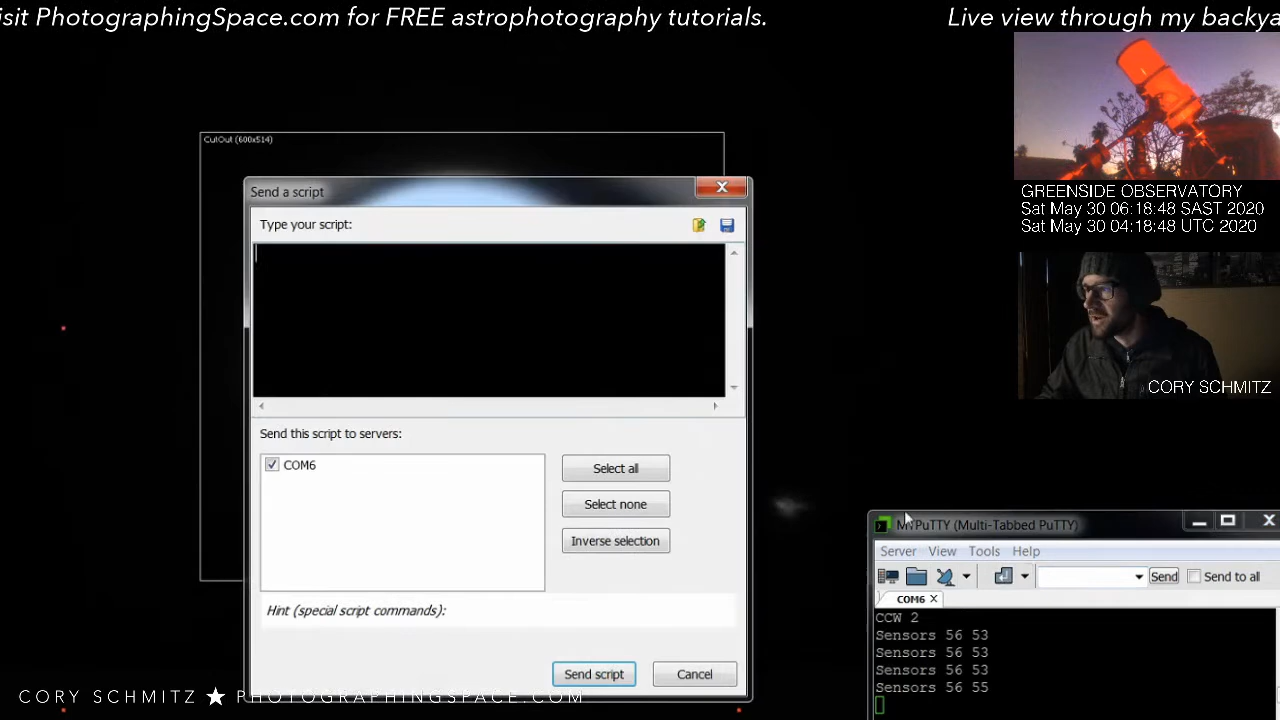 isit PhotographingSpace.com for FREE astrophotography tutorials.
Live view through my backya
CutOut (600x514)
GREENSIDE OBSERVATORY
Sat May 30 06:18:48 SAST 2020
Sat May 30 04:18:48 UTC 2020
CORY SCHMITZ
Send a script
Type your script:
Send this script to servers:
COM6
Select all
Select none
Inverse selection
Hint (special script commands):
Send script
Cancel
MTPuTTY (Multi-Tabbed PuTTY)
Server View Tools Help
Send
Send to all
COM6
CCW 2
Sensors 56 53
Sensors 56 53
Sensors 56 53
Sensors 56 55
CORY SCHMITZ ★ PHOTOGRAPHINGSPACE.COM